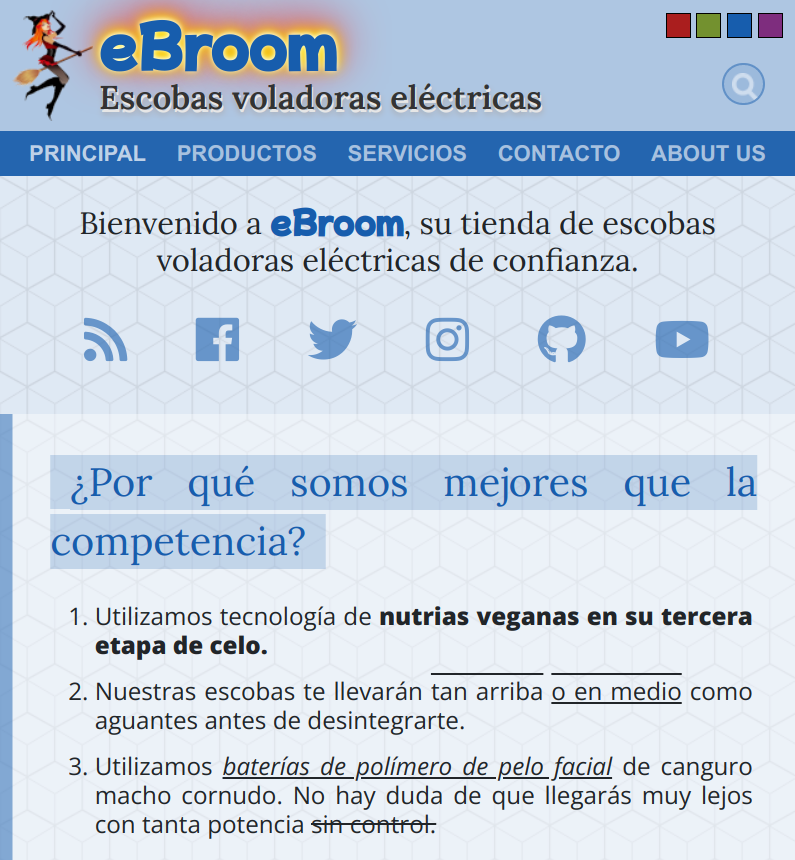 eBroom
Escobas voladoras eléctricas
PRINCIPAL PRODUCTOS SERVICIOS CONTACTO ABOUT US
Bienvenido a eBroom, su tienda de escobas
voladoras eléctricas de confianza.
¿Por qué somos mejores que la
competencia?
1. Utilizamos tecnología de nutrias veganas en su tercera
etapa de celo.
2. Nuestras escobas te llevarán tan arriba o en medio como
aguantes antes de desintegrarte.
3. Utilizamos baterías de polímero de pelo facial de canguro
macho cornudo. No hay duda de que llegarás muy lejos
con tanta potencia sin control.